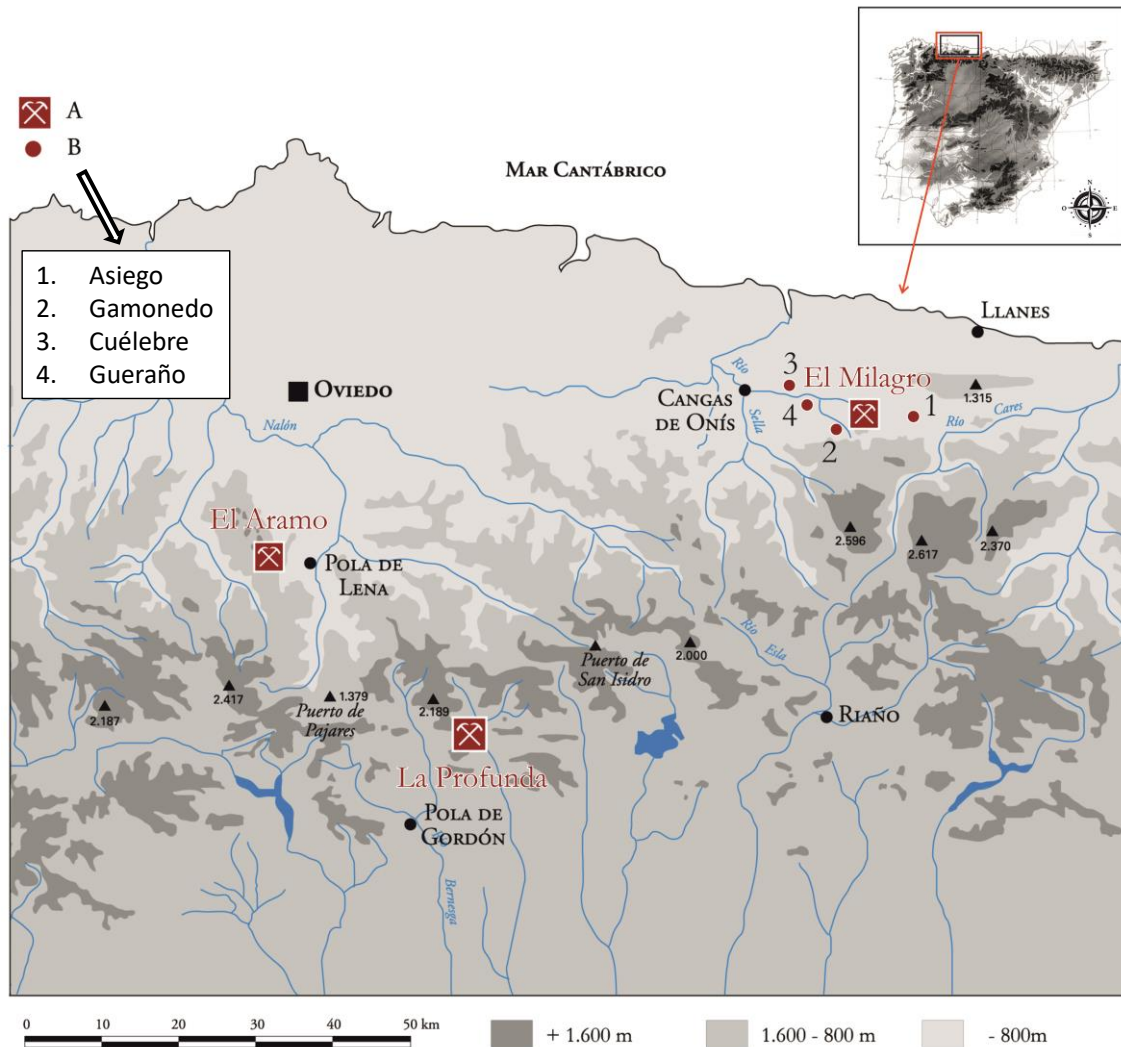 A
B
1. Asiego
2. Gamonedo
3. Cuélebre
4. Gueraño
MAR CANTÁBRICO
N
O
E
S
LLANES
OVIEDO
Nalón
Río
Sella
CANGAS
DE ONÍS
3
El Milagro
4
1
2
1.315
Río
Cares
El Aramo
POLA DE
LENA
2.596
2.617
2.370
2.187
2.417
1.379
Puerto de
Pajares
2.189
Puerto de
San Isidro
2.000
Río
Esla
RIAÑO
La Profunda
POLA DE
GORDÓN
Bernesga
0 10 20 30 40 50 km
+ 1.600 m
1.600 - 800 m
- 800m